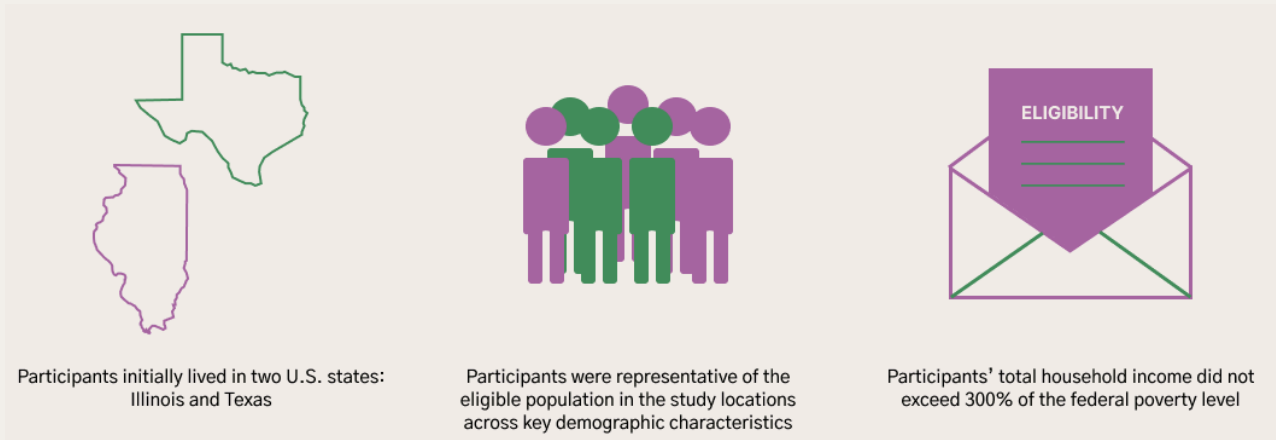 ELIGIBILITY
Participants initially lived in two U.S. states:
Illinois and Texas
Participants were representative of the
eligible population in the study locations
across key demographic characteristics
Participants’ total household income did not
exceed 300% of the federal poverty level